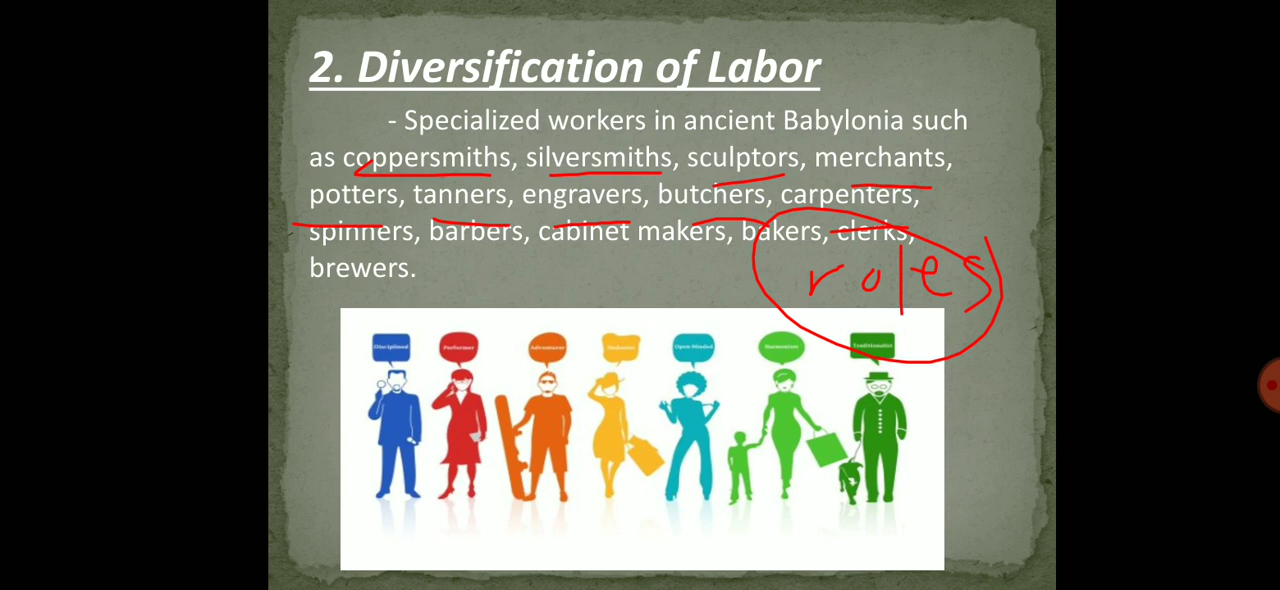 2. Diversification of Labor
- Specialized workers in ancient Babylonia such
as coppersmiths, silversmiths, sculptors, merchants,
potters, tanners, engravers, butchers, carpenters,
spinners, barbers, cabinet makers, bakers, clerks,
brewers.
roles
Disciplined Performer Adventurer Open-Minded Harmonizer Traditionalist